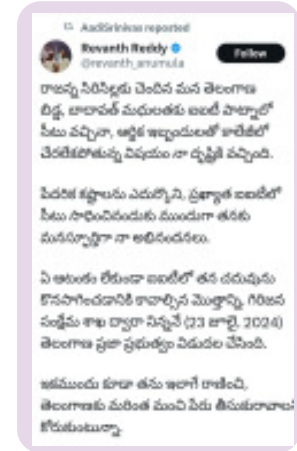 AadiSrinivas reposted
Revanth Reddy
@revanth_anumula
Follow
రాజన్న సిరిసిల్లకు చెందిన మన తెలంగాణ
బిడ్డ, బాదావత్ మధులతకు ఐఐటీ పాట్నాలో
సీటు వచ్చినా, ఆర్థిక ఇబ్బందులతో కాలేజీలో
చేరలేకపోతున్న విషయం నా దృష్టికి వచ్చింది.
పేదరిక కష్టాలను ఎదుర్కొని, ప్రఖ్యాత ఐఐటీలో
సీటు సాధించినందుకు ముందుగా తనకు
మనస్ఫూర్తిగా నా అభినందనలు.
ఏ ఆటంకం లేకుండా ఐఐటీలో తన చదువును
కొనసాగించడానికి కావాల్సిన మొత్తాన్ని, గిరిజన
సంక్షేమ శాఖ ద్వారా నిన్ననే (23 జూలై, 2024)
తెలంగాణ ప్రజా ప్రభుత్వం విడుదల చేసింది.
ఇకముందు కూడా తను ఇలాగే రాణించి,
తెలంగాణకు మరింత మంచి పేరు తీసుకురావాలని
కోరుకుంటున్నా.